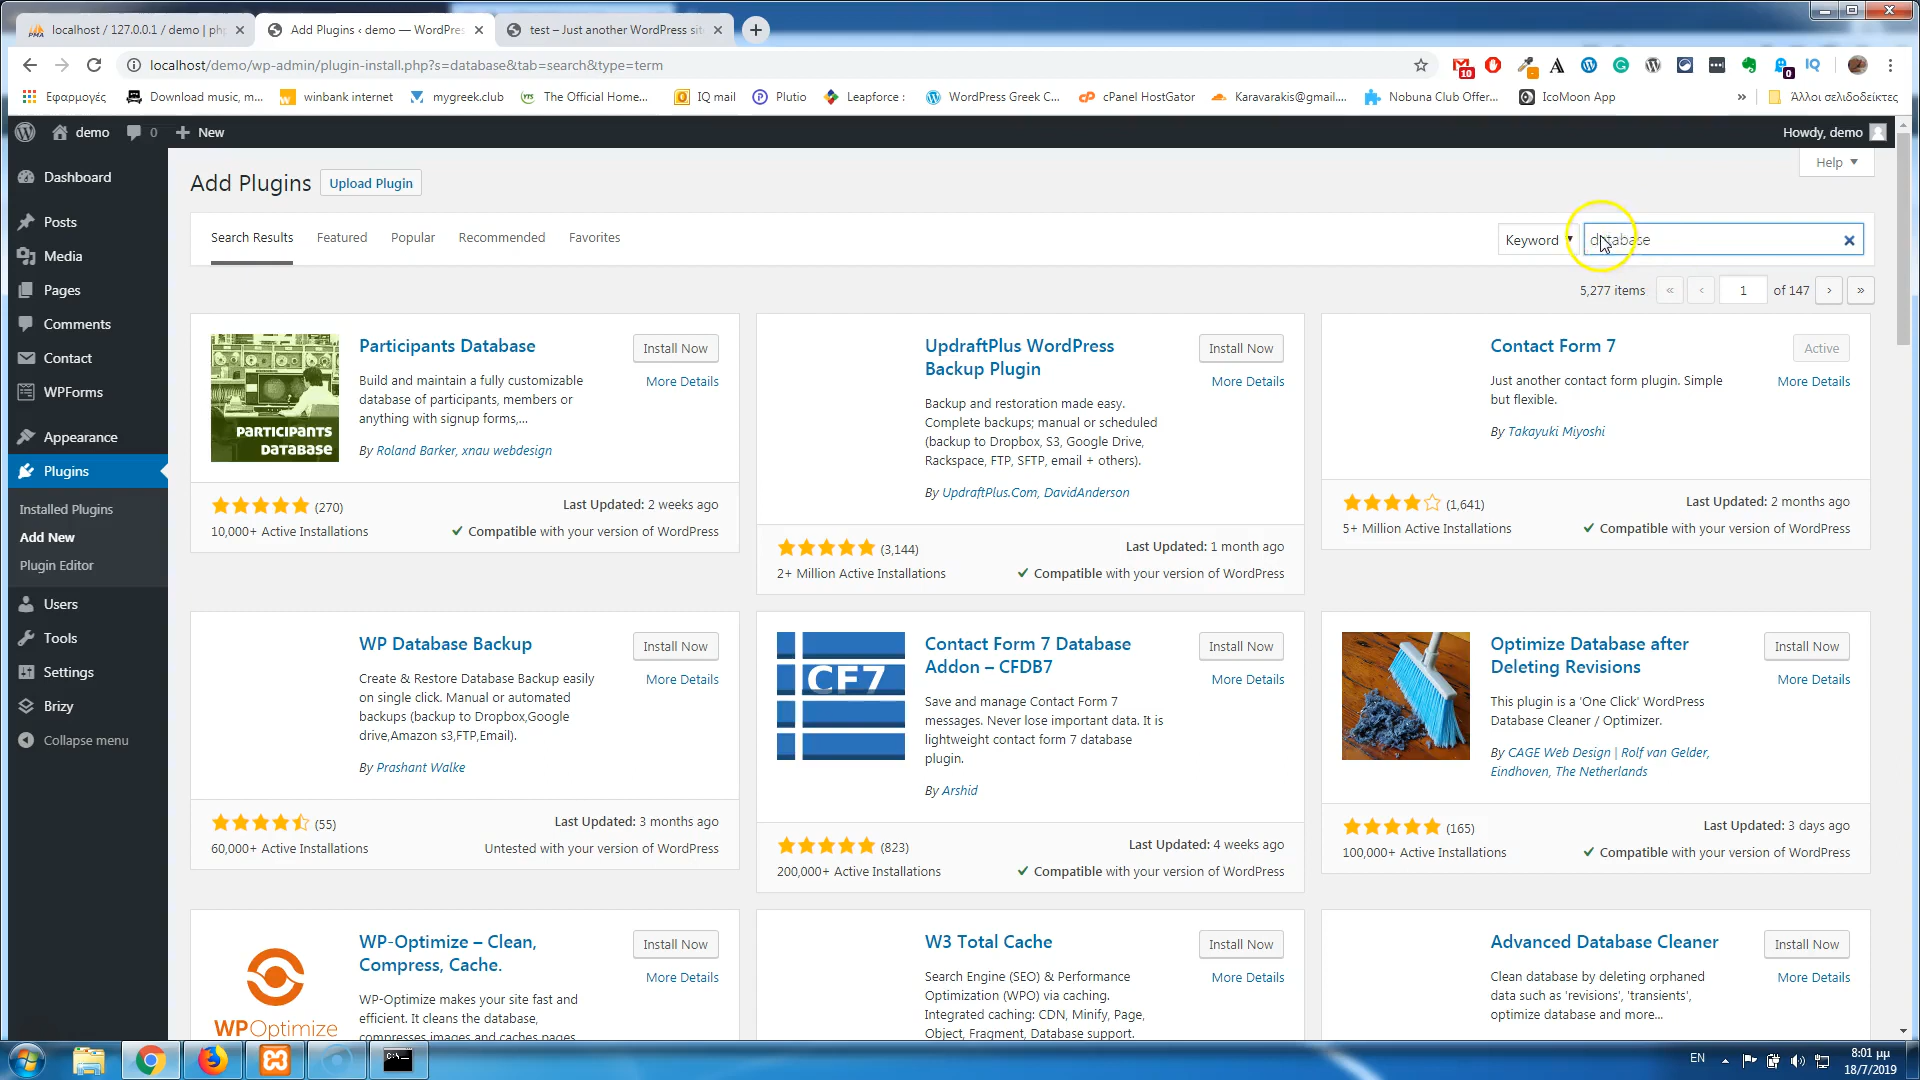 localhost / 127.0.0.1 / demo | ph
Add Plugins ‹ demo — WordPres
test – Just another WordPress sit
localhost/demo/wp-admin/plugin-install.php?s=database&tab=search&type=term
10
0
IQ
Εφαρμογές
Download music, m...
winbank internet
mygreek.club
The Official Home...
IQ mail
Plutio
Leapforce :
WordPress Greek C...
cPanel HostGator
Karavarakis@gmail....
Nobuna Club Offer...
IcoMoon App
»
Άλλοι σελιδοδείκτες
demo
0
New
Howdy, demo
Help
Dashboard
Posts
Media
Pages
Comments
Contact
WPForms
Appearance
Plugins
Installed Plugins
Add New
Plugin Editor
Users
Tools
Settings
Brizy
Collapse menu
Add Plugins
Upload Plugin
Search Results
Featured
Popular
Recommended
Favorites
Keyword
database
5,277 items
«
‹
1
of 147
›
»
PARTICIPANTS
DATABASE
Participants Database
Install Now
More Details
Build and maintain a fully customizable
database of participants, members or
anything with signup forms,...
By Roland Barker, xnau webdesign
(270)
Last Updated: 2 weeks ago
10,000+ Active Installations
Compatible with your version of WordPress
UpdraftPlus WordPress
Backup Plugin
Install Now
More Details
Backup and restoration made easy.
Complete backups; manual or scheduled
(backup to Dropbox, S3, Google Drive,
Rackspace, FTP, SFTP, email + others).
By UpdraftPlus.Com, DavidAnderson
(3,144)
Last Updated: 1 month ago
2+ Million Active Installations
Compatible with your version of WordPress
Contact Form 7
Active
More Details
Just another contact form plugin. Simple
but flexible.
By Takayuki Miyoshi
(1,641)
Last Updated: 2 months ago
5+ Million Active Installations
Compatible with your version of WordPress
WP Database Backup
Install Now
More Details
Create & Restore Database Backup easily
on single click. Manual or automated
backups (backup to Dropbox,Google
drive,Amazon s3,FTP,Email).
By Prashant Walke
(55)
Last Updated: 3 months ago
60,000+ Active Installations
Untested with your version of WordPress
CF7
Contact Form 7 Database
Addon – CFDB7
Install Now
More Details
Save and manage Contact Form 7
messages. Never lose important data. It is
lightweight contact form 7 database
plugin.
By Arshid
(823)
Last Updated: 4 weeks ago
200,000+ Active Installations
Compatible with your version of WordPress
Optimize Database after
Deleting Revisions
Install Now
More Details
This plugin is a 'One Click' WordPress
Database Cleaner / Optimizer.
By CAGE Web Design | Rolf van Gelder,
Eindhoven, The Netherlands
(165)
Last Updated: 3 days ago
100,000+ Active Installations
Compatible with your version of WordPress
WPOptimize
WP-Optimize – Clean,
Compress, Cache.
Install Now
More Details
WP-Optimize makes your site fast and
efficient. It cleans the database,
compresses images and caches pages.
W3 Total Cache
Install Now
More Details
Search Engine (SEO) & Performance
Optimization (WPO) via caching.
Integrated caching: CDN, Minify, Page,
Object, Fragment, Database support.
Advanced Database Cleaner
Install Now
More Details
Clean database by deleting orphaned
data such as 'revisions', 'transients',
optimize database and more...
EN
8:01 μμ
18/7/2019